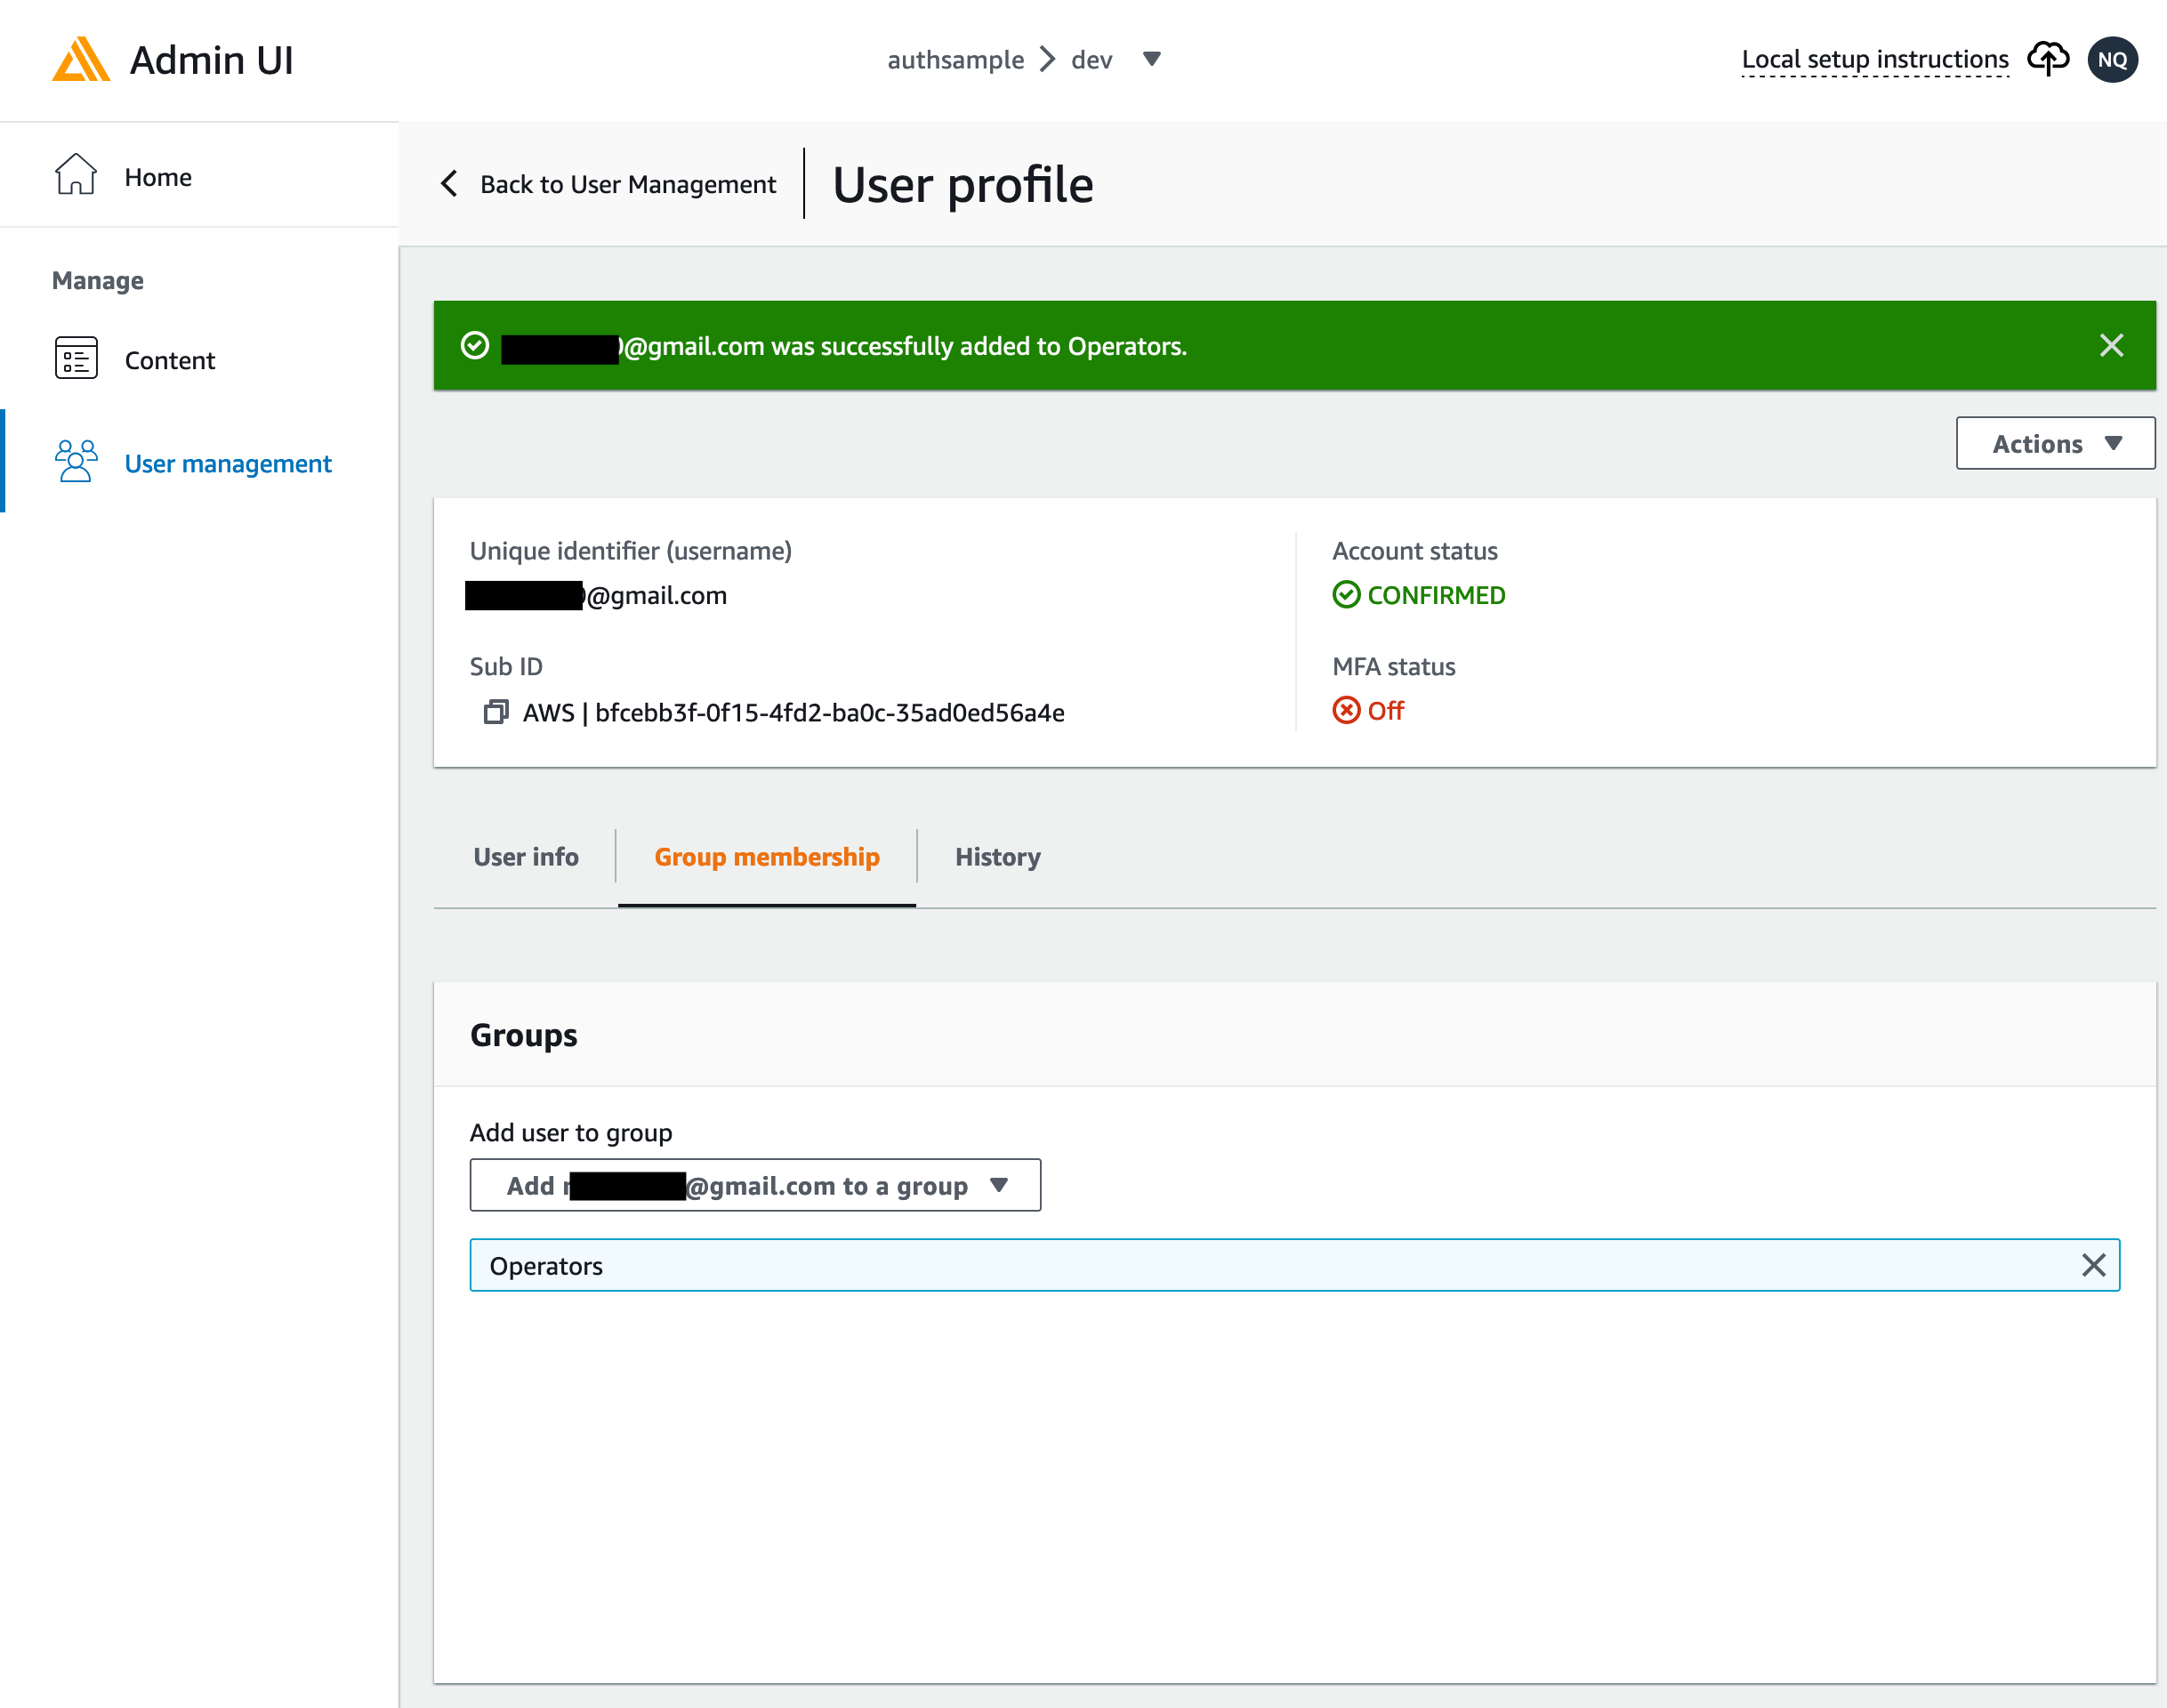 Admin UI
authsample > dev
Local setup instructions
NQ
Home
Manage
Content
User management
Back to User Management
User profile
@gmail.com was successfully added to Operators.
Actions
Unique identifier (username)
@gmail.com
Account status
CONFIRMED
Sub ID
AWS | bfcebb3f-0f15-4fd2-ba0c-35ad0ed56a4e
MFA status
Off
User info
Group membership
History
Groups
Add user to group
Add @gmail.com to a group
Operators